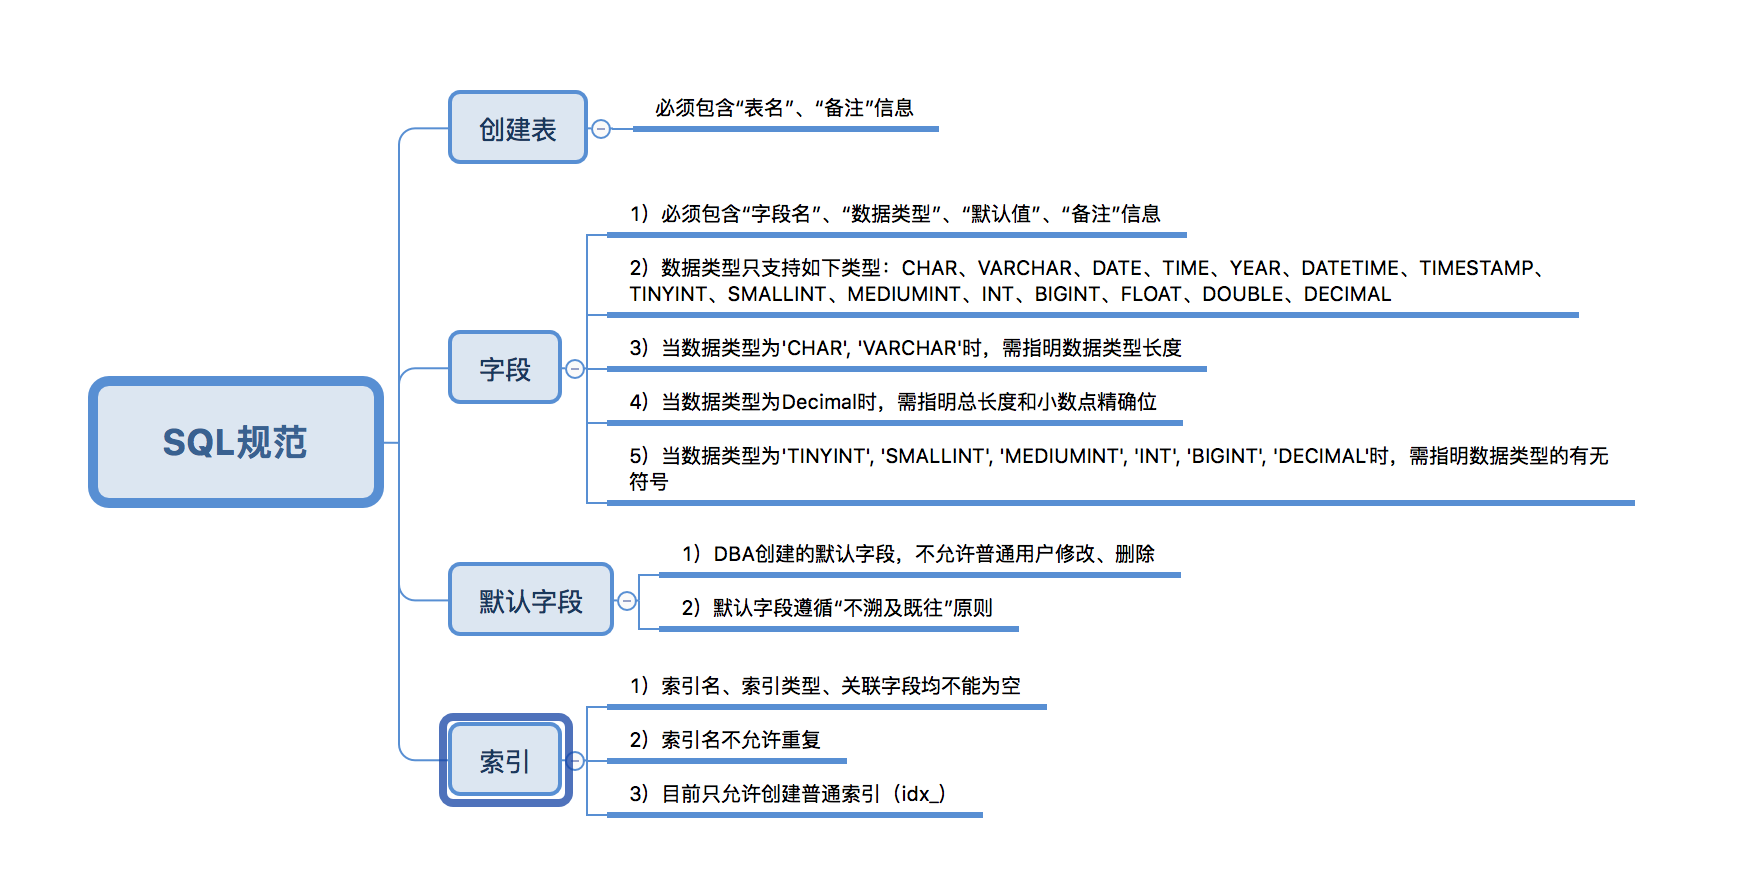 SQL规范
创建表
必须包含“表名”、“备注”信息
字段
1）必须包含“字段名”、“数据类型”、“默认值”、“备注”信息
2）数据类型只支持如下类型：CHAR、VARCHAR、DATE、TIME、YEAR、DATETIME、TIMESTAMP、
TINYINT、SMALLINT、MEDIUMINT、INT、BIGINT、FLOAT、DOUBLE、DECIMAL
3）当数据类型为'CHAR', 'VARCHAR'时，需指明数据类型长度
4）当数据类型为Decimal时，需指明总长度和小数点精确位
5）当数据类型为'TINYINT', 'SMALLINT', 'MEDIUMINT', 'INT', 'BIGINT', 'DECIMAL'时，需指明数据类型的有无
符号
默认字段
1）DBA创建的默认字段，不允许普通用户修改、删除
2）默认字段遵循“不溯及既往”原则
索引
1）索引名、索引类型、关联字段均不能为空
2）索引名不允许重复
3）目前只允许创建普通索引（idx_）